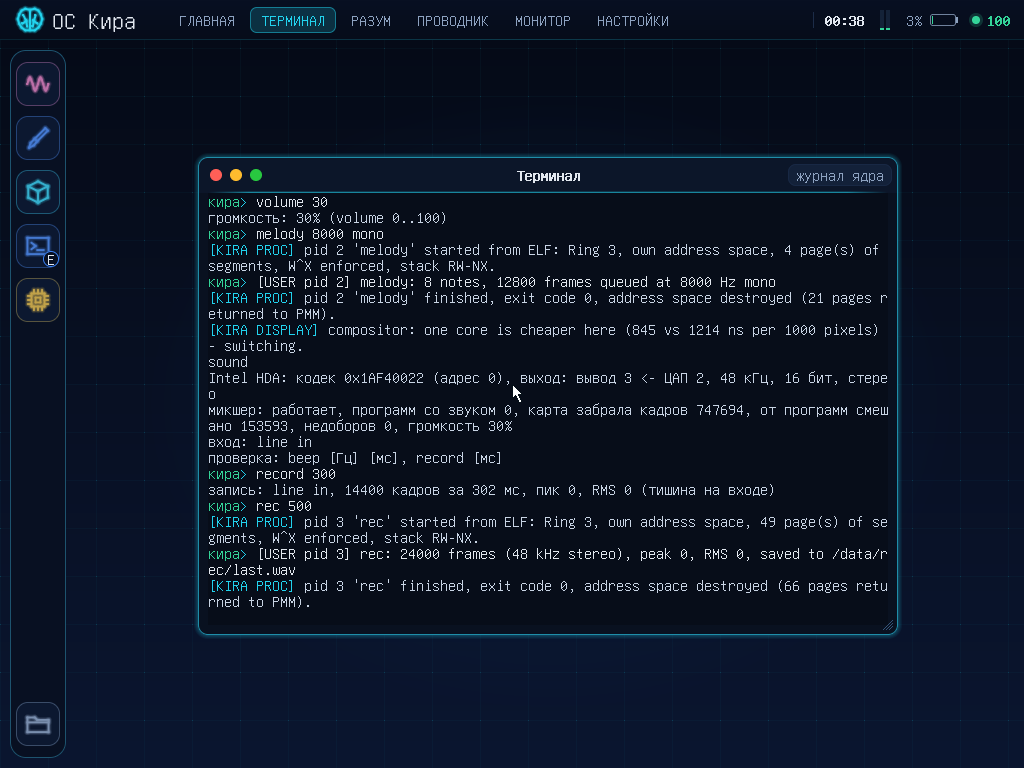 ОС Кира
ГЛАВНАЯ ТЕРМИНАЛ РАЗУМ ПРОВОДНИК МОНИТОР НАСТРОЙКИ
00:38 3% 100
E
Терминал
журнал ядра
кира> volume 30
громкость: 30% (volume 0..100)
кира> melody 8000 mono
[KIRA PROC] pid 2 'melody' started from ELF: Ring 3, own address space, 4 page(s) of
segments, W^X enforced, stack RW-NX.
кира> [USER pid 2] melody: 8 notes, 12800 frames queued at 8000 Hz mono
[KIRA PROC] pid 2 'melody' finished, exit code 0, address space destroyed (21 pages r
eturned to PMM).
[KIRA DISPLAY] compositor: one core is cheaper here (845 vs 1214 ns per 1000 pixels)
- switching.
sound
Intel HDA: кодек 0x1AF40022 (адрес 0), выход: вывод 3 <- ЦАП 2, 48 кГц, 16 бит, стере
о
микшер: работает, программ со звуком 0, карта забрала кадров 747694, от программ смеш
ано 153593, недоборов 0, громкость 30%
вход: line in
проверка: beep [Гц] [мс], record [мс]
кира> record 300
запись: line in, 14400 кадров за 302 мс, пик 0, RMS 0 (тишина на входе)
кира> rec 500
[KIRA PROC] pid 3 'rec' started from ELF: Ring 3, own address space, 49 page(s) of se
gments, W^X enforced, stack RW-NX.
кира> [USER pid 3] rec: 24000 frames (48 kHz stereo), peak 0, RMS 0, saved to /data/r
ec/last.wav
[KIRA PROC] pid 3 'rec' finished, exit code 0, address space destroyed (66 pages retu
rned to PMM).